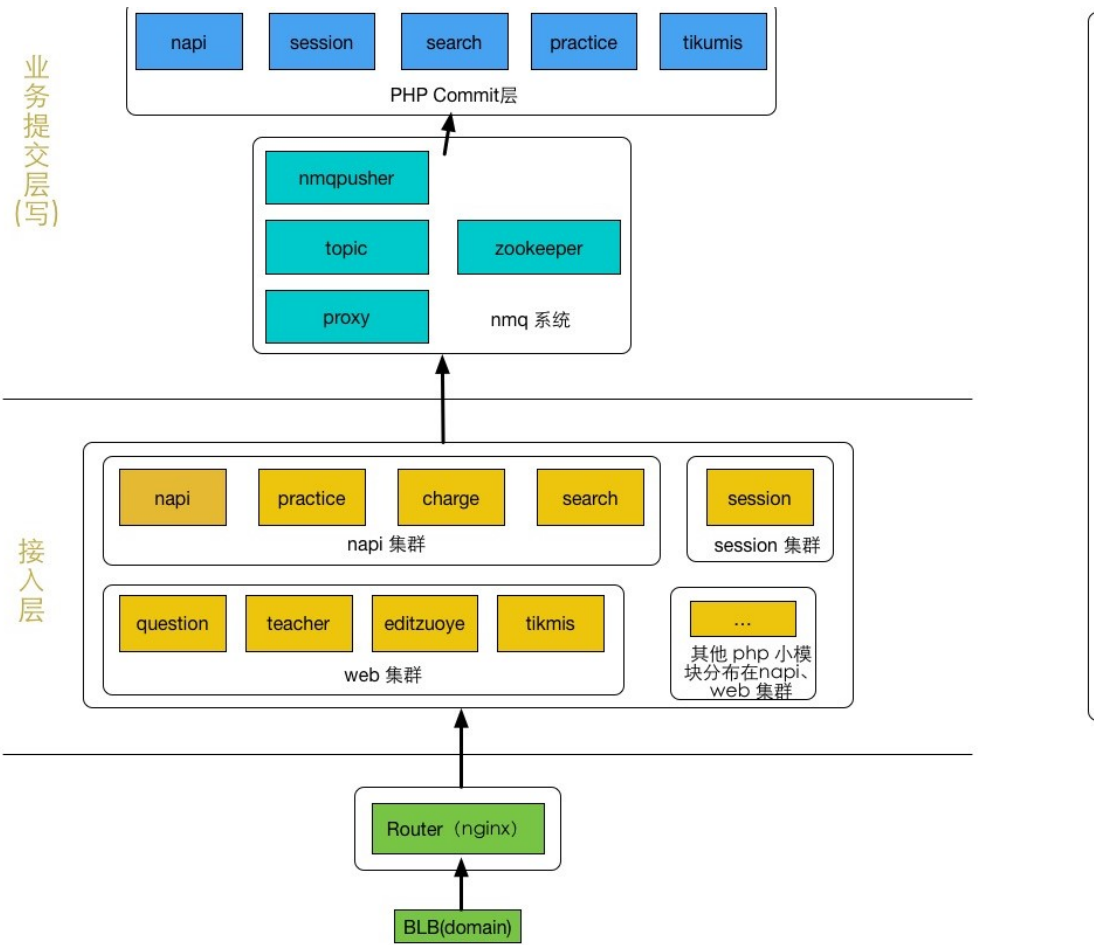 napi
session
search
practice
tikumis
PHP Commit层
业务提交层(写)
nmqpusher
topic
zookeeper
proxy
nmq 系统
napi
practice
charge
search
napi 集群
session
session 集群
接入层
question
teacher
editzuoye
tikmis
web 集群
...
其他 php 小模
块分布在napi、
web 集群
Router（nginx）
BLB(domain)